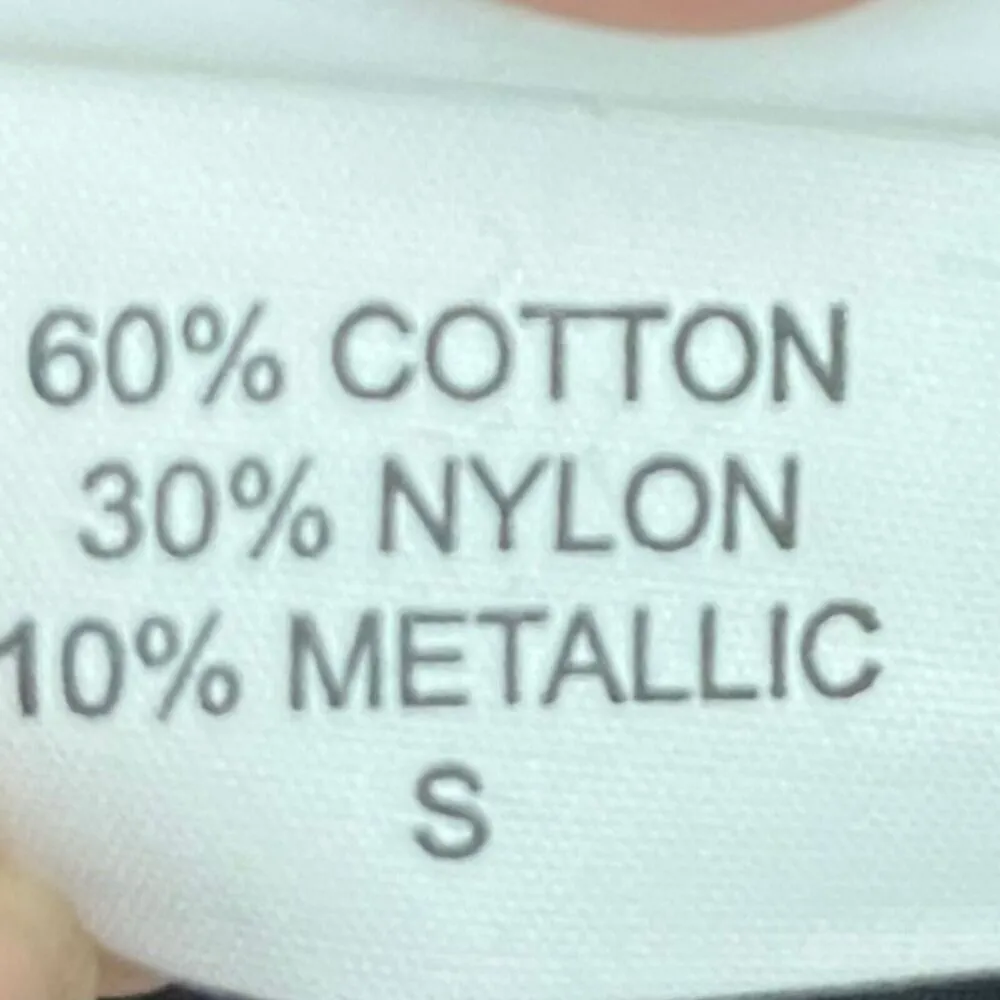 60% COTTON
30% NYLON
10% METALLIC
S